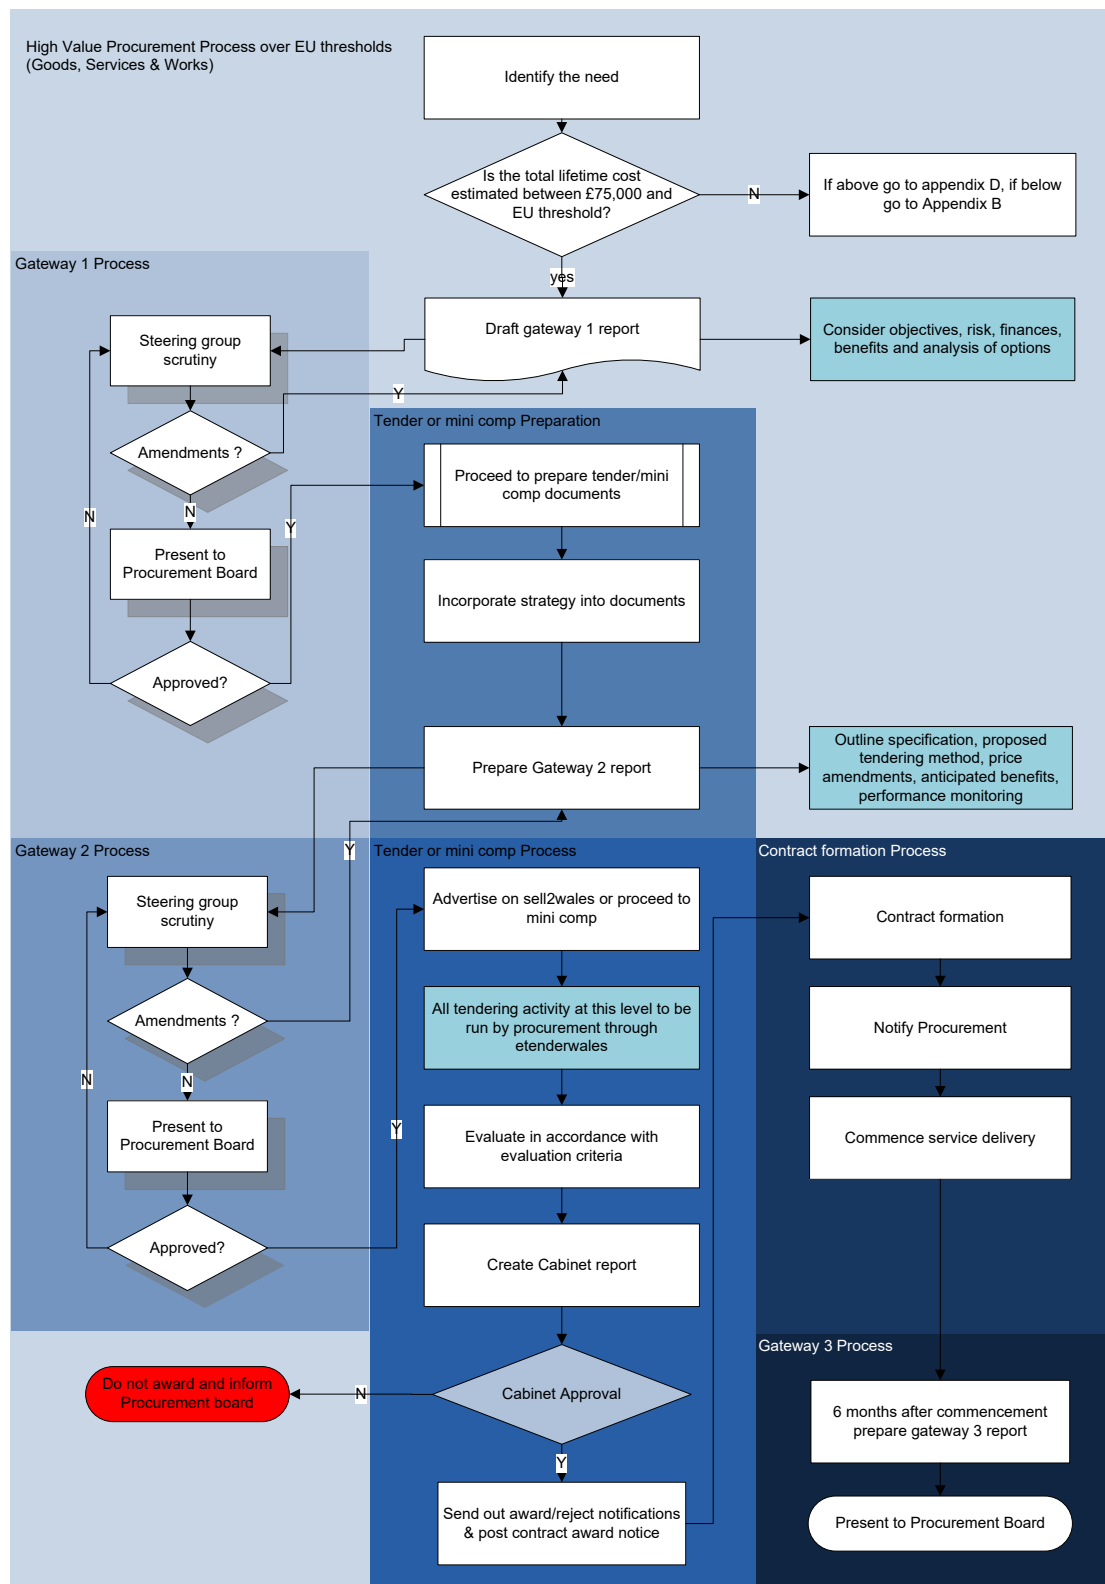 High Value Procurement Process over EU thresholds
(Goods, Services & Works)
Identify the need
Is the total lifetime cost
estimated between £75,000 and
EU threshold?
N
If above go to appendix D, if below
go to Appendix B
yes
Gateway 1 Process
Steering group
scrutiny
Draft gateway 1 report
Consider objectives, risk, finances,
benefits and analysis of options
Y
Amendments ?
N
N
Y
Present to
Procurement Board
Approved?
Tender or mini comp Preparation
Proceed to prepare tender/mini
comp documents
Incorporate strategy into documents
Prepare Gateway 2 report
Outline specification, proposed
tendering method, price
amendments, anticipated benefits,
performance monitoring
Gateway 2 Process
Y
Steering group
scrutiny
Amendments ?
N
N
Present to
Procurement Board
Y
Approved?
Tender or mini comp Process
Advertise on sell2wales or proceed to
mini comp
All tendering activity at this level to be
run by procurement through
etenderwales
Evaluate in accordance with
evaluation criteria
Create Cabinet report
Cabinet Approval
N
Do not award and inform
Procurement board
Y
Send out award/reject notifications
& post contract award notice
Contract formation Process
Contract formation
Notify Procurement
Commence service delivery
Gateway 3 Process
6 months after commencement
prepare gateway 3 report
Present to Procurement Board